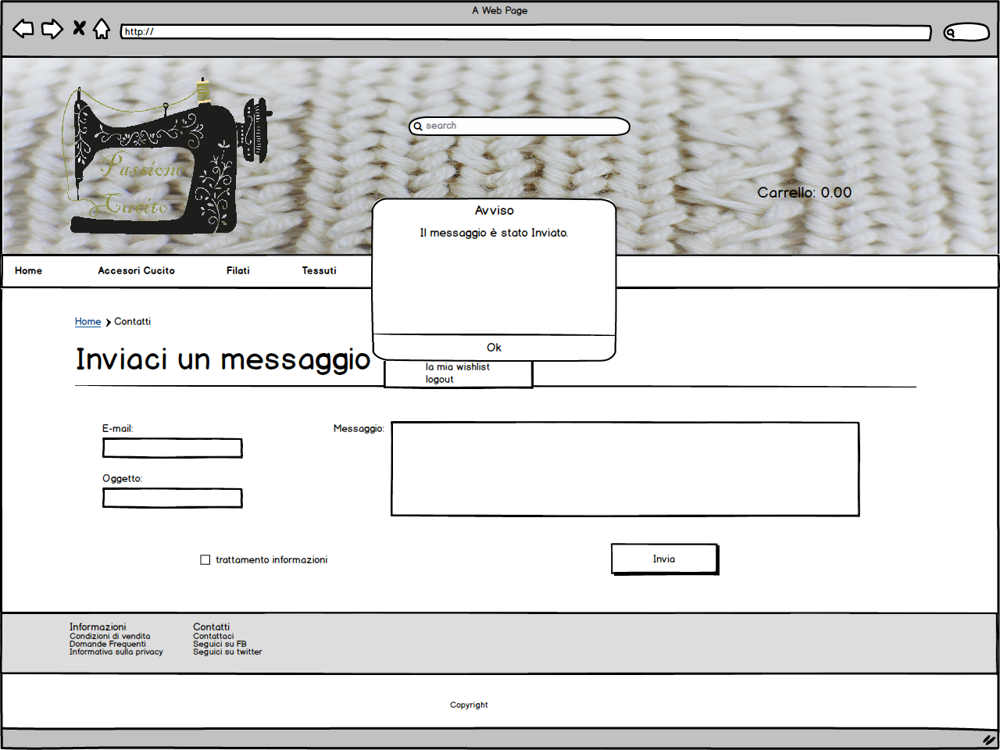 A Web Page
http://
search
Passione
Cucito
Carrello: 0.00
Avviso
Il messaggio è stato Inviato.
Ok
Home
Accesori Cucito
Filati
Tessuti
Home
Contatti
Inviaci un messaggio
la mia wishlist
logout
E-mail:
Messaggio:
Oggetto:
trattamento informazioni
Invia
Informazioni
Condizioni di vendita
Domande Frequenti
Informativa sulla privacy
Contatti
Contattaci
Seguici su FB
Seguici su twitter
Copyright